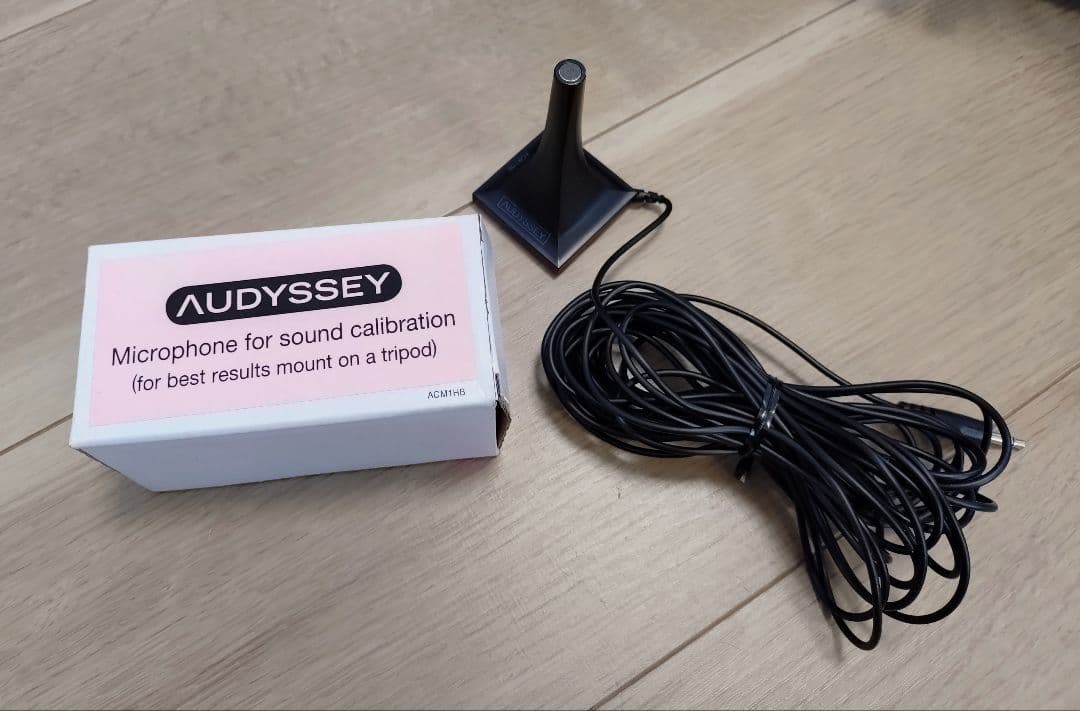 AUDYSSEY
Microphone for sound calibration
(for best results mount on a tripod)
ACM1HB
AUDYSSEY